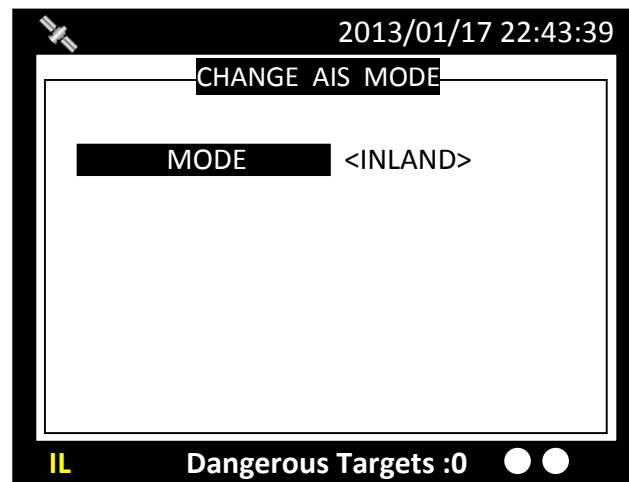 2013/01/17 22:43:39
CHANGE AIS MODE
MODE <INLAND>
IL Dangerous Targets :0